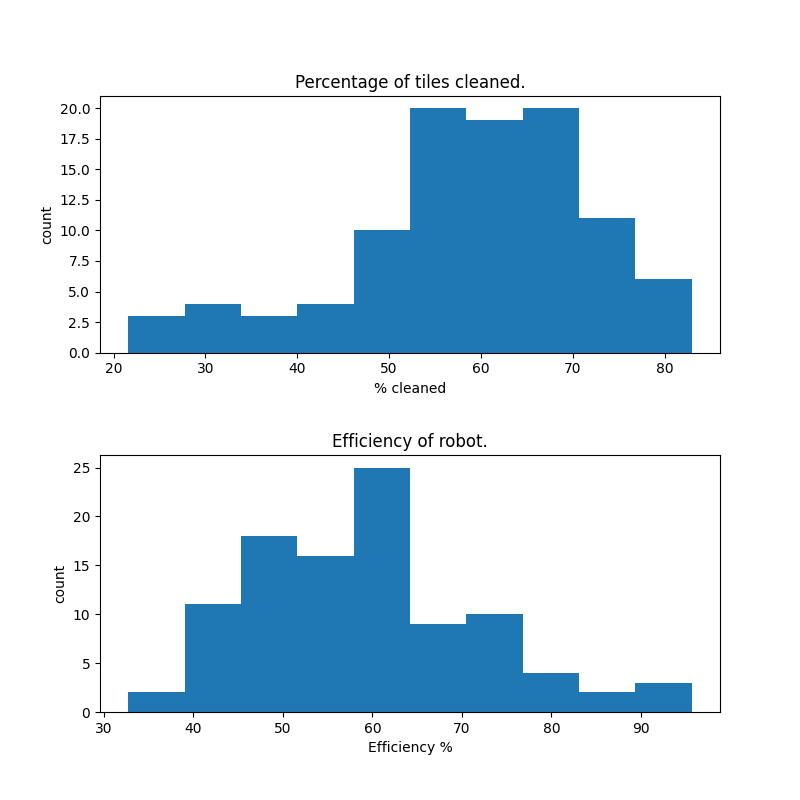 Percentage of tiles cleaned.
20.0
17.5
15.0
12.5
10.0
7.5
5.0
2.5
0.0
count
20 30 40 50 60 70 80
% cleaned
Efficiency of robot.
25
20
15
10
5
0
count
30 40 50 60 70 80 90
Efficiency %